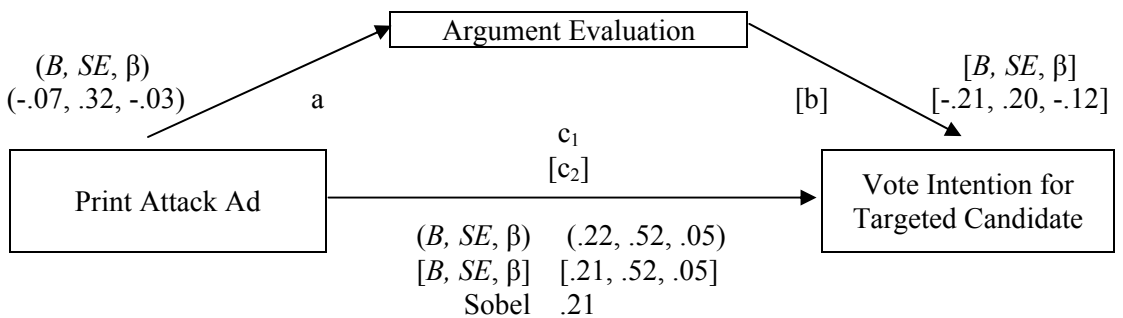 Argument Evaluation
(B, SE, β)
(-.07, .32, -.03)
a
[b]
[B, SE, β]
[-.21, .20, -.12]
c₁
[c₂]
Print Attack Ad
Vote Intention for
Targeted Candidate
(B, SE, β) (.22, .52, .05)
[B, SE, β] [.21, .52, .05]
Sobel .21